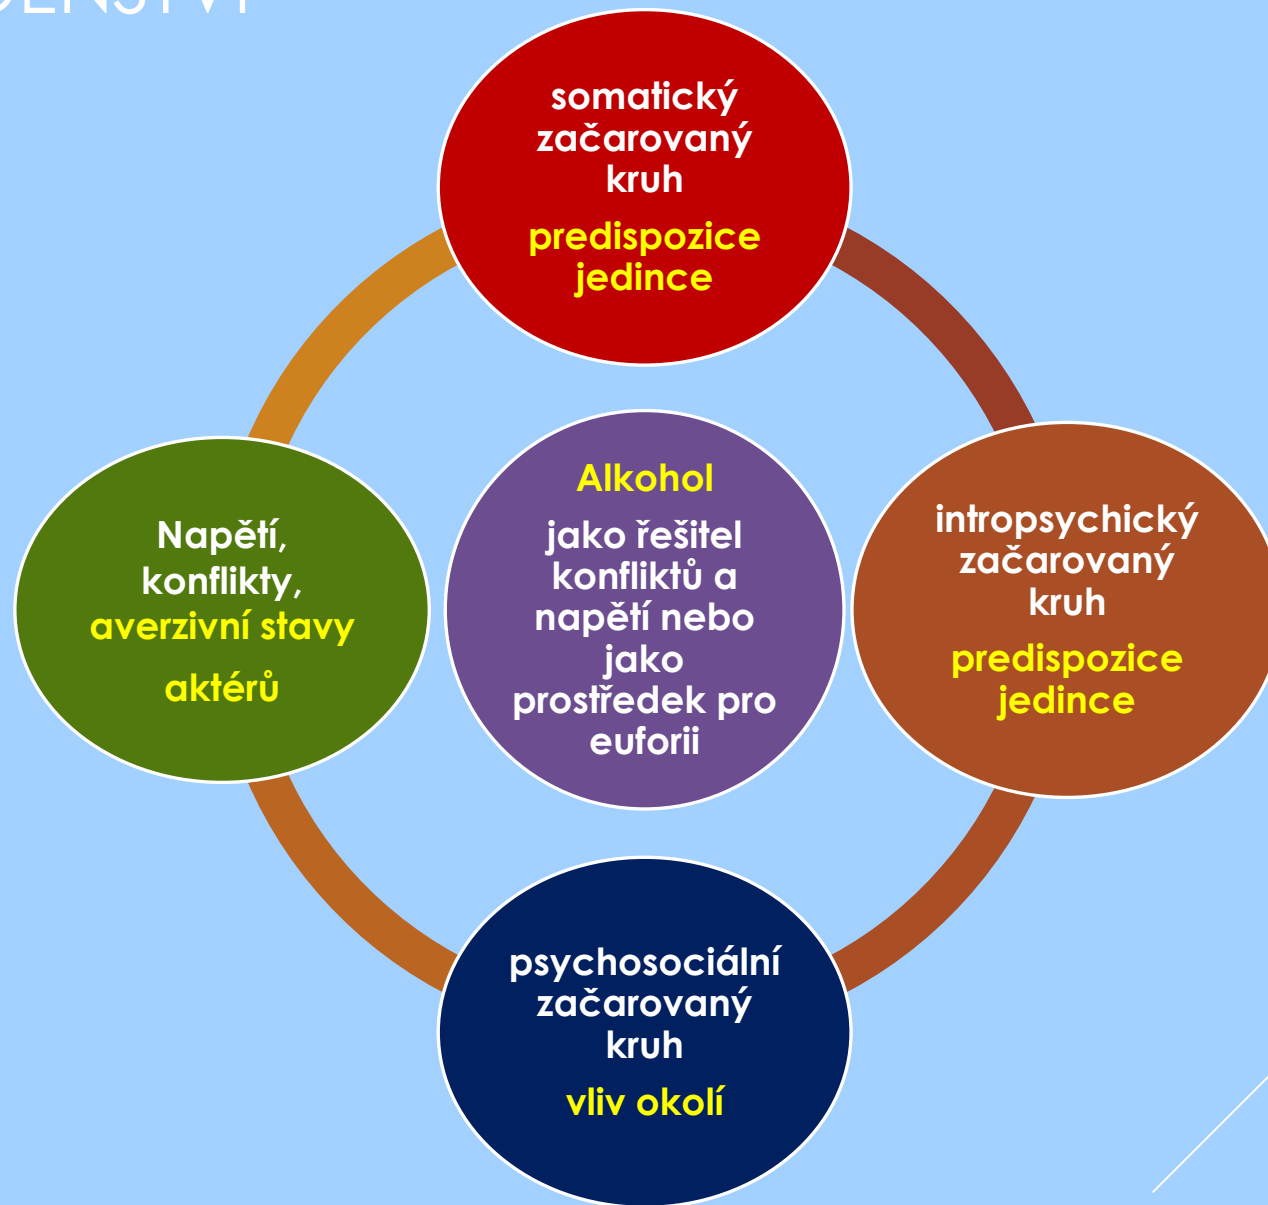 somatický
začarovaný
kruh
predispozice
jedince
Napětí,
konflikty,
averzivní stavy
aktérů
Alkohol
jako řešitel
konfliktů a
napětí nebo
jako
prostředek pro
euforii
intropsychický
začarovaný
kruh
predispozice
jedince
psychosociální
začarovaný
kruh
vliv okolí